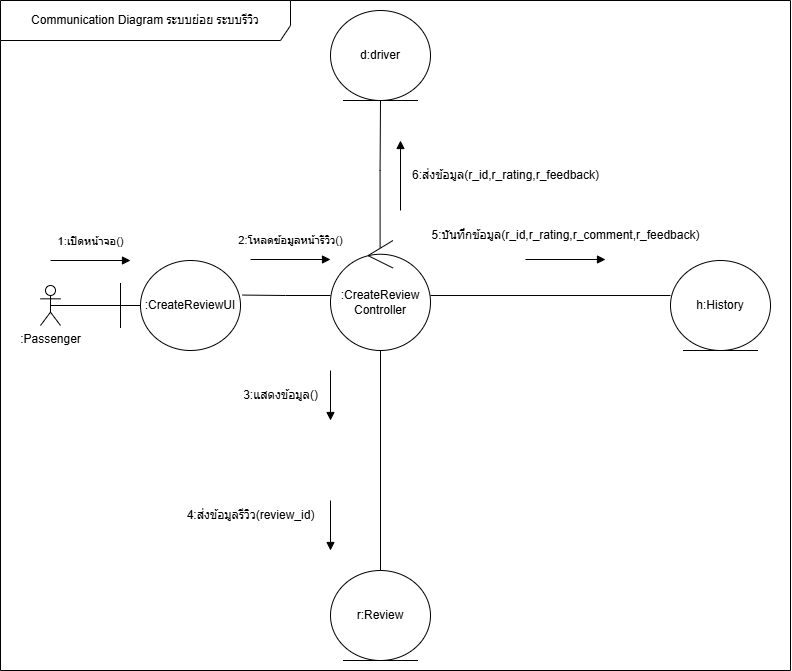 Communication Diagram ระบบย่อย ระบบรีวิว
d:driver
6:ส่งข้อมูล(r_id,r_rating,r_feedback)
1:เปิดหน้าจอ()
2:โหลดข้อมูลหน้ารีวิว()
5:บันทึกข้อมูล(r_id,r_rating,r_comment,r_feedback)
:Passenger
:CreateReviewUI
:CreateReview
Controller
h:History
3:แสดงข้อมูล()
4:ส่งข้อมูลรีวิว(review_id)
r:Review